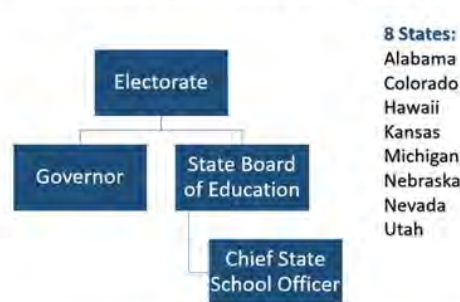 Electorate
Governor
State Board
of Education
Chief State
School Officer
8 States:
Alabama
Colorado
Hawaii
Kansas
Michigan
Nebraska
Nevada
Utah